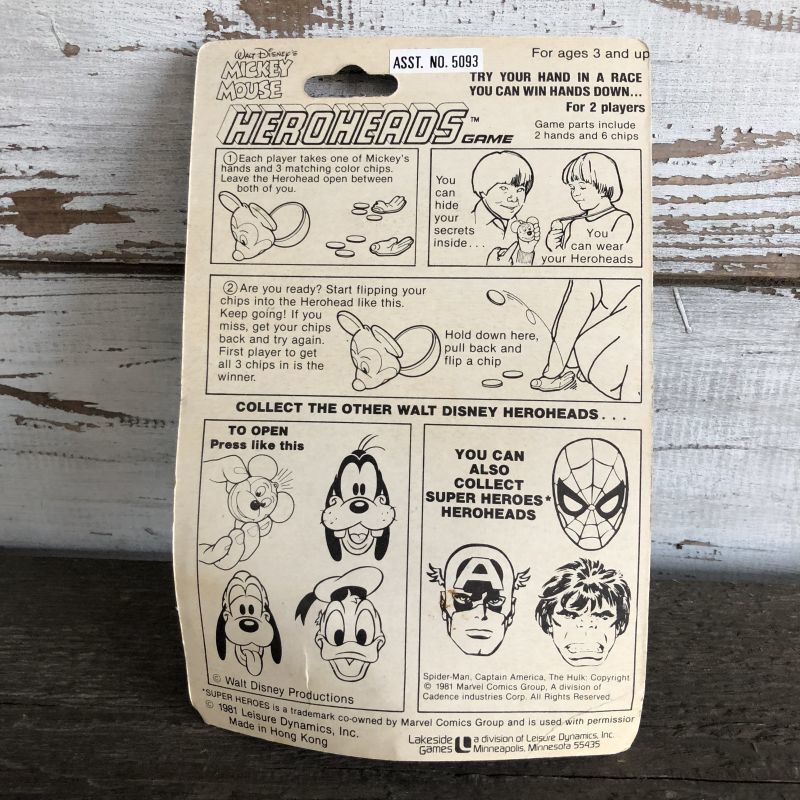 Walt Disney's
MICKEY
MOUSE
ASST. NO. 5093
For ages 3 and up
TRY YOUR HAND IN A RACE
YOU CAN WIN HANDS DOWN...
For 2 players
HEROHEADS™ GAME
Game parts include
2 hands and 6 chips
① Each player takes one of Mickey's
hands and 3 matching color chips.
Leave the Herohead open between
both of you.
You
can
hide
your
secrets
inside...
You
can wear
your Heroheads
② Are you ready? Start flipping your
chips into the Herohead like this.
Keep going! If you
miss, get your chips
back and try again.
First player to get
all 3 chips in is the
winner.
Hold down here,
pull back and
flip a chip
COLLECT THE OTHER WALT DISNEY HEROHEADS...
TO OPEN
Press like this
YOU CAN
ALSO
COLLECT
SUPER HEROES*
HEROHEADS
A
© Walt Disney Productions
Spider-Man, Captain America, The Hulk: Copyright
© 1981 Marvel Comics Group, A division of
Cadence industries Corp. All Rights Reserved.
*SUPER HEROES is a trademark co-owned by Marvel Comics Group and is used with permission
© 1981 Leisure Dynamics, Inc.
Made in Hong Kong
Lakeside
Games
L
a division of Leisure Dynamics, Inc.
Minneapolis, Minnesota 55435